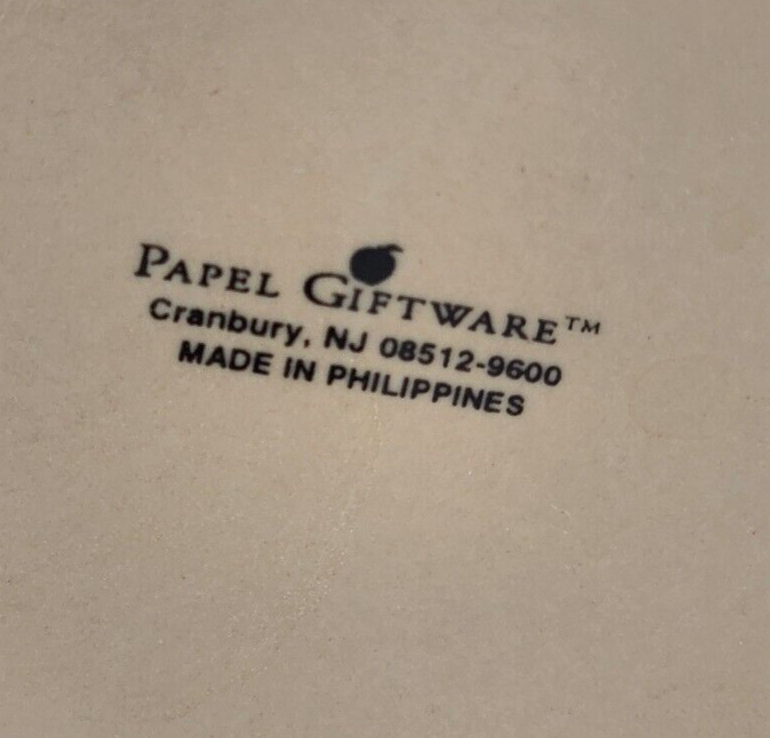 PAPEL GIFTWARE™
Cranbury, NJ 08512-9600
MADE IN PHILIPPINES